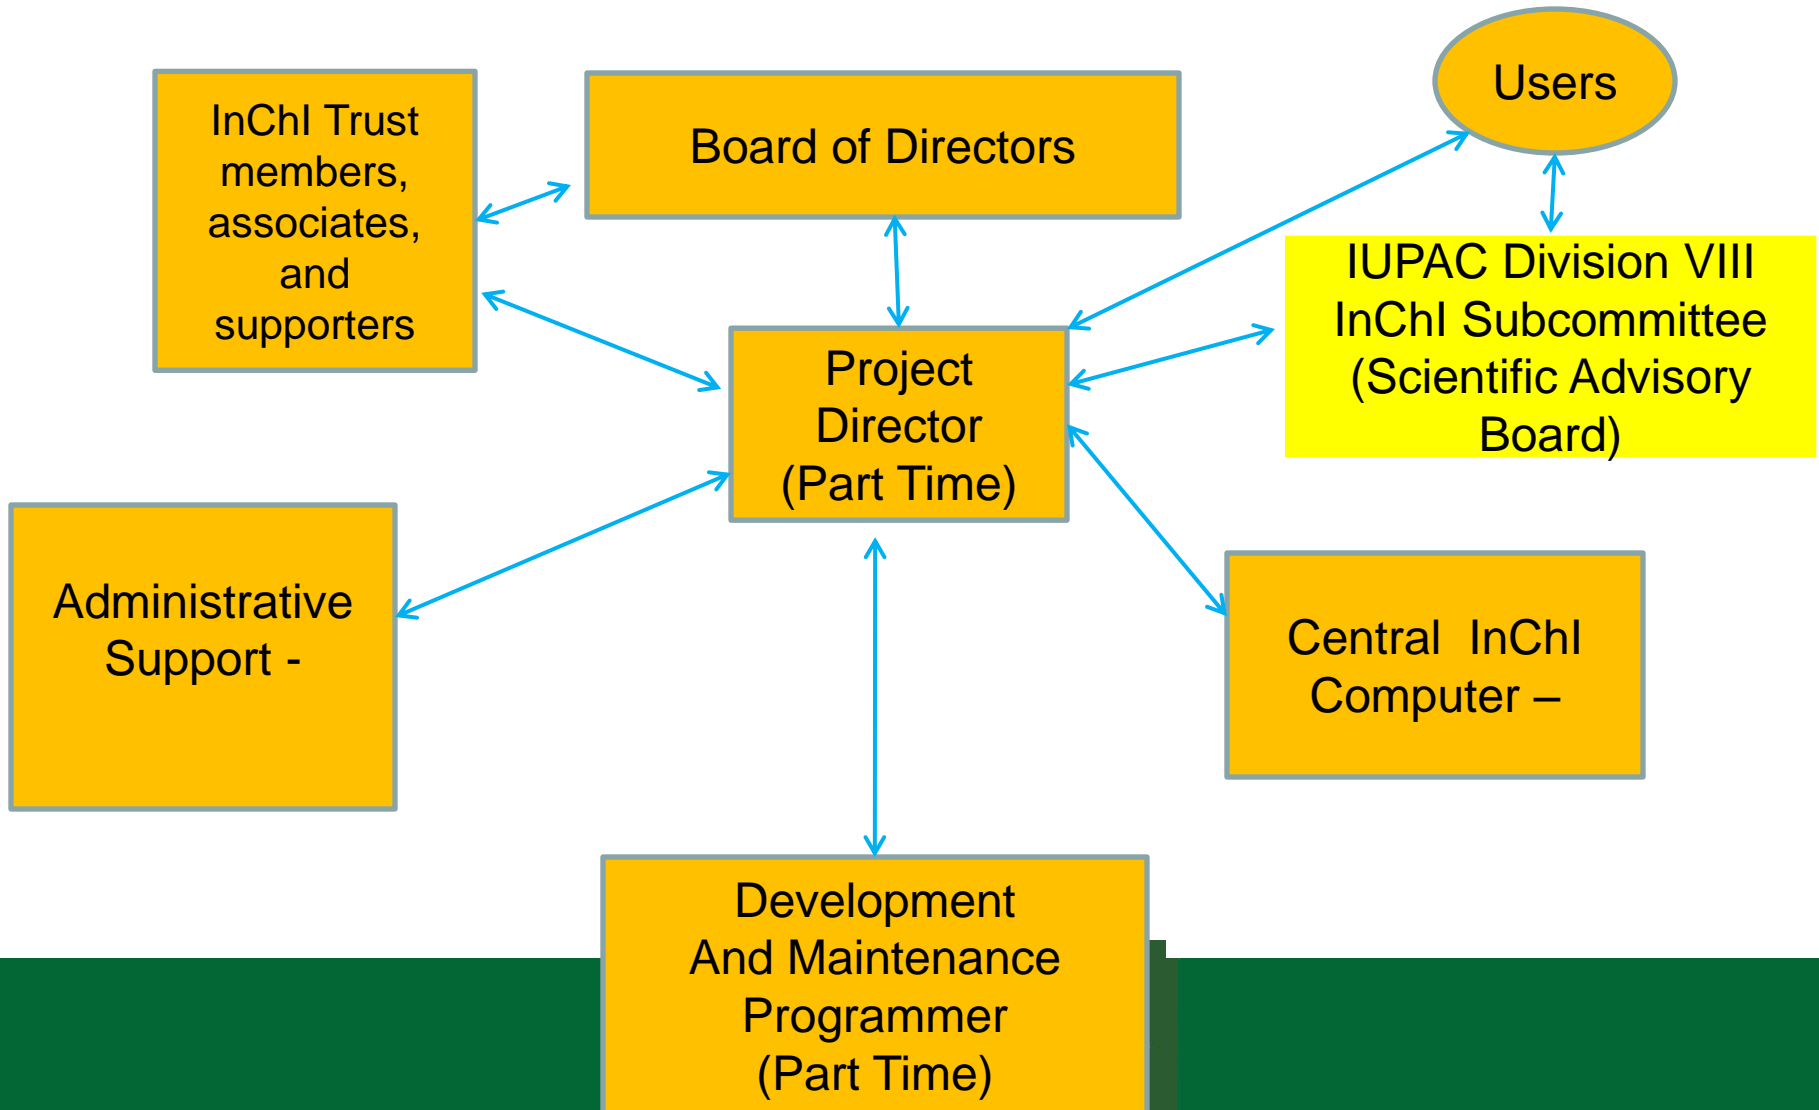 InChI Trust
members,
associates,
and
supporters
Board of Directors
Users
IUPAC Division VIII
InChI Subcommittee
(Scientific Advisory
Board)
Project
Director
(Part Time)
Administrative
Support -
Central  InChI
Computer –
Development
And Maintenance
Programmer
(Part Time)